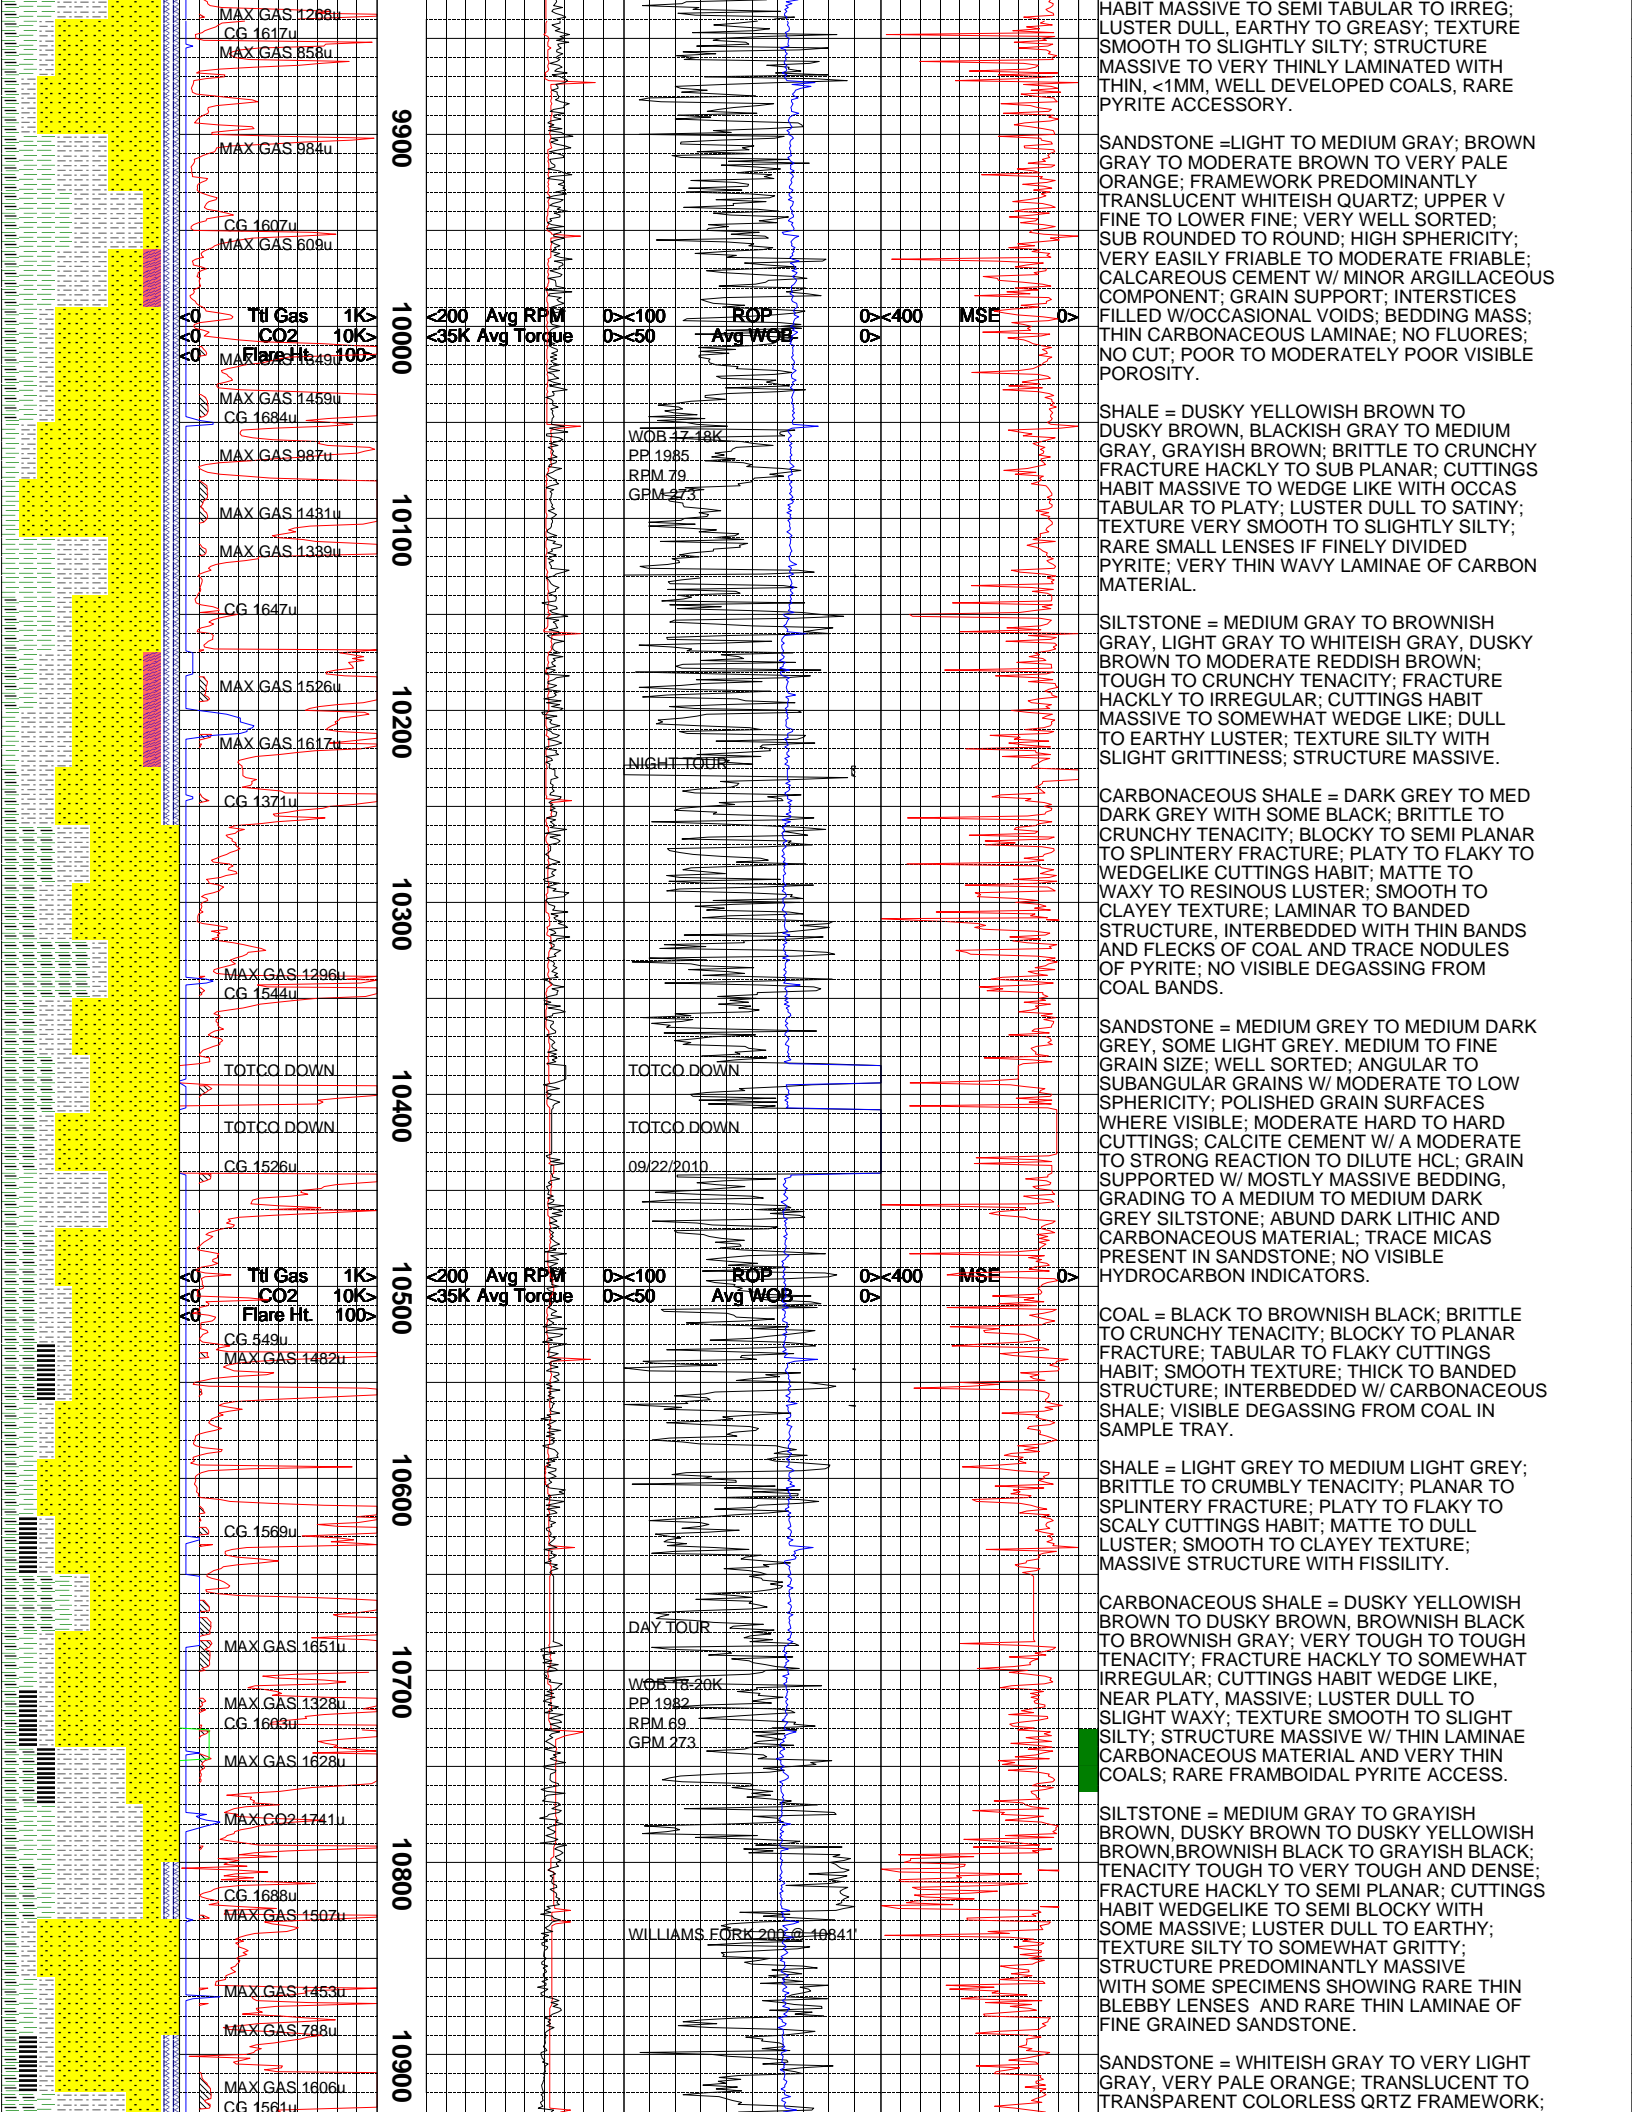 MAX GAS 1268u
CG 1617u
MAX GAS 858u
MAX GAS 984u
CG 1607u
MAX GAS 609u
<0 Ttl Gas 1K>
<0 CO2 10K>
<0 Flare Ht. 100>
MAX GAS 1349u
MAX GAS 1459u
CG 1684u
MAX GAS 987u
MAX GAS 1431u
MAX GAS 1339u
CG 1647u
MAX GAS 1526u
MAX GAS 1617u
CG 1371u
MAX GAS 1296u
CG 1544u
TOTCO DOWN
TOTCO DOWN
CG 1526u
<0 Ttl Gas 1K>
<0 CO2 10K>
<0 Flare Ht. 100>
CG 549u
MAX GAS 1482u
CG 1569u
MAX GAS 1651u
MAX GAS 1328u
CG 1603u
MAX GAS 1628u
MAX CO2 1741u
CG 1688u
MAX GAS 1507u
MAX GAS 1453u
MAX GAS 788u
MAX GAS 1606u
CG 1561u
9900
10000
10100
10200
10300
10400
10500
10600
10700
10800
10900
<200 Avg RPM 0>
<35K Avg Torque 0>
<200 Avg RPM 0>
<35K Avg Torque 0>
<100 ROP 0>
<50 Avg WOB 0>
WOB 17-18K
PP 1985
RPM 79
GPM 273
NIGHT TOUR
TOTCO DOWN
TOTCO DOWN
09/22/2010
<100 ROP 0>
<50 Avg WOB 0>
DAY TOUR
WOB 18-20K
PP 1982
RPM 69
GPM 273
WILLIAMS FORK 200 @ 10841'
<400 MSE 0>
<400 MSE 0>
HABIT MASSIVE TO SEMI TABULAR TO IRREG;
LUSTER DULL, EARTHY TO GREASY; TEXTURE
SMOOTH TO SLIGHTLY SILTY; STRUCTURE
MASSIVE TO VERY THINLY LAMINATED WITH
THIN, <1MM, WELL DEVELOPED COALS, RARE
PYRITE ACCESSORY.
SANDSTONE =LIGHT TO MEDIUM GRAY; BROWN
GRAY TO MODERATE BROWN TO VERY PALE
ORANGE; FRAMEWORK PREDOMINANTLY
TRANSLUCENT WHITEISH QUARTZ; UPPER V
FINE TO LOWER FINE; VERY WELL SORTED;
SUB ROUNDED TO ROUND; HIGH SPHERICITY;
VERY EASILY FRIABLE TO MODERATE FRIABLE;
CALCAREOUS CEMENT W/ MINOR ARGILLACEOUS
COMPONENT; GRAIN SUPPORT; INTERSTICES
FILLED W/OCCASIONAL VOIDS; BEDDING MASS;
THIN CARBONACEOUS LAMINAE; NO FLUORES;
NO CUT; POOR TO MODERATELY POOR VISIBLE
POROSITY.
SHALE = DUSKY YELLOWISH BROWN TO
DUSKY BROWN, BLACKISH GRAY TO MEDIUM
GRAY, GRAYISH BROWN; BRITTLE TO CRUNCHY
FRACTURE HACKLY TO SUB PLANAR; CUTTINGS
HABIT MASSIVE TO WEDGE LIKE WITH OCCAS
TABULAR TO PLATY; LUSTER DULL TO SATINY;
TEXTURE VERY SMOOTH TO SLIGHTLY SILTY;
RARE SMALL LENSES IF FINELY DIVIDED
PYRITE; VERY THIN WAVY LAMINAE OF CARBON
MATERIAL.
SILTSTONE = MEDIUM GRAY TO BROWNISH
GRAY, LIGHT GRAY TO WHITEISH GRAY, DUSKY
BROWN TO MODERATE REDDISH BROWN;
TOUGH TO CRUNCHY TENACITY; FRACTURE
HACKLY TO IRREGULAR; CUTTINGS HABIT
MASSIVE TO SOMEWHAT WEDGE LIKE; DULL
TO EARTHY LUSTER; TEXTURE SILTY WITH
SLIGHT GRITTINESS; STRUCTURE MASSIVE.
CARBONACEOUS SHALE = DARK GREY TO MED
DARK GREY WITH SOME BLACK; BRITTLE TO
CRUNCHY TENACITY; BLOCKY TO SEMI PLANAR
TO SPLINTERY FRACTURE; PLATY TO FLAKY TO
WEDGELIKE CUTTINGS HABIT; MATTE TO
WAXY TO RESINOUS LUSTER; SMOOTH TO
CLAYEY TEXTURE; LAMINAR TO BANDED
STRUCTURE, INTERBEDDED WITH THIN BANDS
AND FLECKS OF COAL AND TRACE NODULES
OF PYRITE; NO VISIBLE DEGASSING FROM
COAL BANDS.
SANDSTONE = MEDIUM GREY TO MEDIUM DARK
GREY, SOME LIGHT GREY. MEDIUM TO FINE
GRAIN SIZE; WELL SORTED; ANGULAR TO
SUBANGULAR GRAINS W/ MODERATE TO LOW
SPHERICITY; POLISHED GRAIN SURFACES
WHERE VISIBLE; MODERATE HARD TO HARD
CUTTINGS; CALCITE CEMENT W/ A MODERATE
TO STRONG REACTION TO DILUTE HCL; GRAIN
SUPPORTED W/ MOSTLY MASSIVE BEDDING,
GRADING TO A MEDIUM TO MEDIUM DARK
GREY SILTSTONE; ABUND DARK LITHIC AND
CARBONACEOUS MATERIAL; TRACE MICAS
PRESENT IN SANDSTONE; NO VISIBLE
HYDROCARBON INDICATORS.
COAL = BLACK TO BROWNISH BLACK; BRITTLE
TO CRUNCHY TENACITY; BLOCKY TO PLANAR
FRACTURE; TABULAR TO FLAKY CUTTINGS
HABIT; SMOOTH TEXTURE; THICK TO BANDED
STRUCTURE; INTERBEDDED W/ CARBONACEOUS
SHALE; VISIBLE DEGASSING FROM COAL IN
SAMPLE TRAY.
SHALE = LIGHT GREY TO MEDIUM LIGHT GREY;
BRITTLE TO CRUMBLY TENACITY; PLANAR TO
SPLINTERY FRACTURE; PLATY TO FLAKY TO
SCALY CUTTINGS HABIT; MATTE TO DULL
LUSTER; SMOOTH TO CLAYEY TEXTURE;
MASSIVE STRUCTURE WITH FISSILITY.
CARBONACEOUS SHALE = DUSKY YELLOWISH
BROWN TO DUSKY BROWN, BROWNISH BLACK
TO BROWNISH GRAY; VERY TOUGH TO TOUGH
TENACITY; FRACTURE HACKLY TO SOMEWHAT
IRREGULAR; CUTTINGS HABIT WEDGE LIKE,
NEAR PLATY, MASSIVE; LUSTER DULL TO
SLIGHT WAXY; TEXTURE SMOOTH TO SLIGHT
SILTY; STRUCTURE MASSIVE W/ THIN LAMINAE
CARBONACEOUS MATERIAL AND VERY THIN
COALS; RARE FRAMBOIDAL PYRITE ACCESS.
SILTSTONE = MEDIUM GRAY TO GRAYISH
BROWN, DUSKY BROWN TO DUSKY YELLOWISH
BROWN,BROWNISH BLACK TO GRAYISH BLACK;
TENACITY TOUGH TO VERY TOUGH AND DENSE;
FRACTURE HACKLY TO SEMI PLANAR; CUTTINGS
HABIT WEDGELIKE TO SEMI BLOCKY WITH
SOME MASSIVE; LUSTER DULL TO EARTHY;
TEXTURE SILTY TO SOMEWHAT GRITTY;
STRUCTURE PREDOMINANTLY MASSIVE
WITH SOME SPECIMENS SHOWING RARE THIN
BLEBBY LENSES AND RARE THIN LAMINAE OF
FINE GRAINED SANDSTONE.
SANDSTONE = WHITEISH GRAY TO VERY LIGHT
GRAY, VERY PALE ORANGE; TRANSLUCENT TO
TRANSPARENT COLORLESS QRTZ FRAMEWORK;